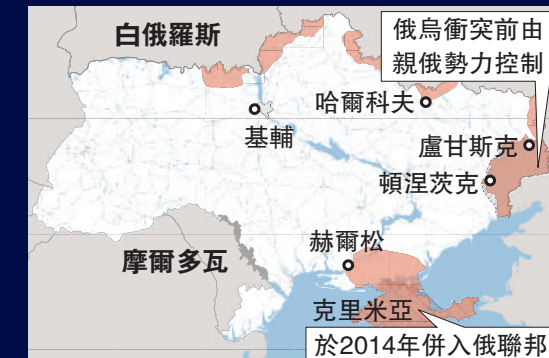 白俄羅斯
俄烏衝突前由
親俄勢力控制
哈爾科夫
基輔
盧甘斯克
頓涅茨克
赫爾松
摩爾多瓦
克里米亞
於2014年併入俄聯邦